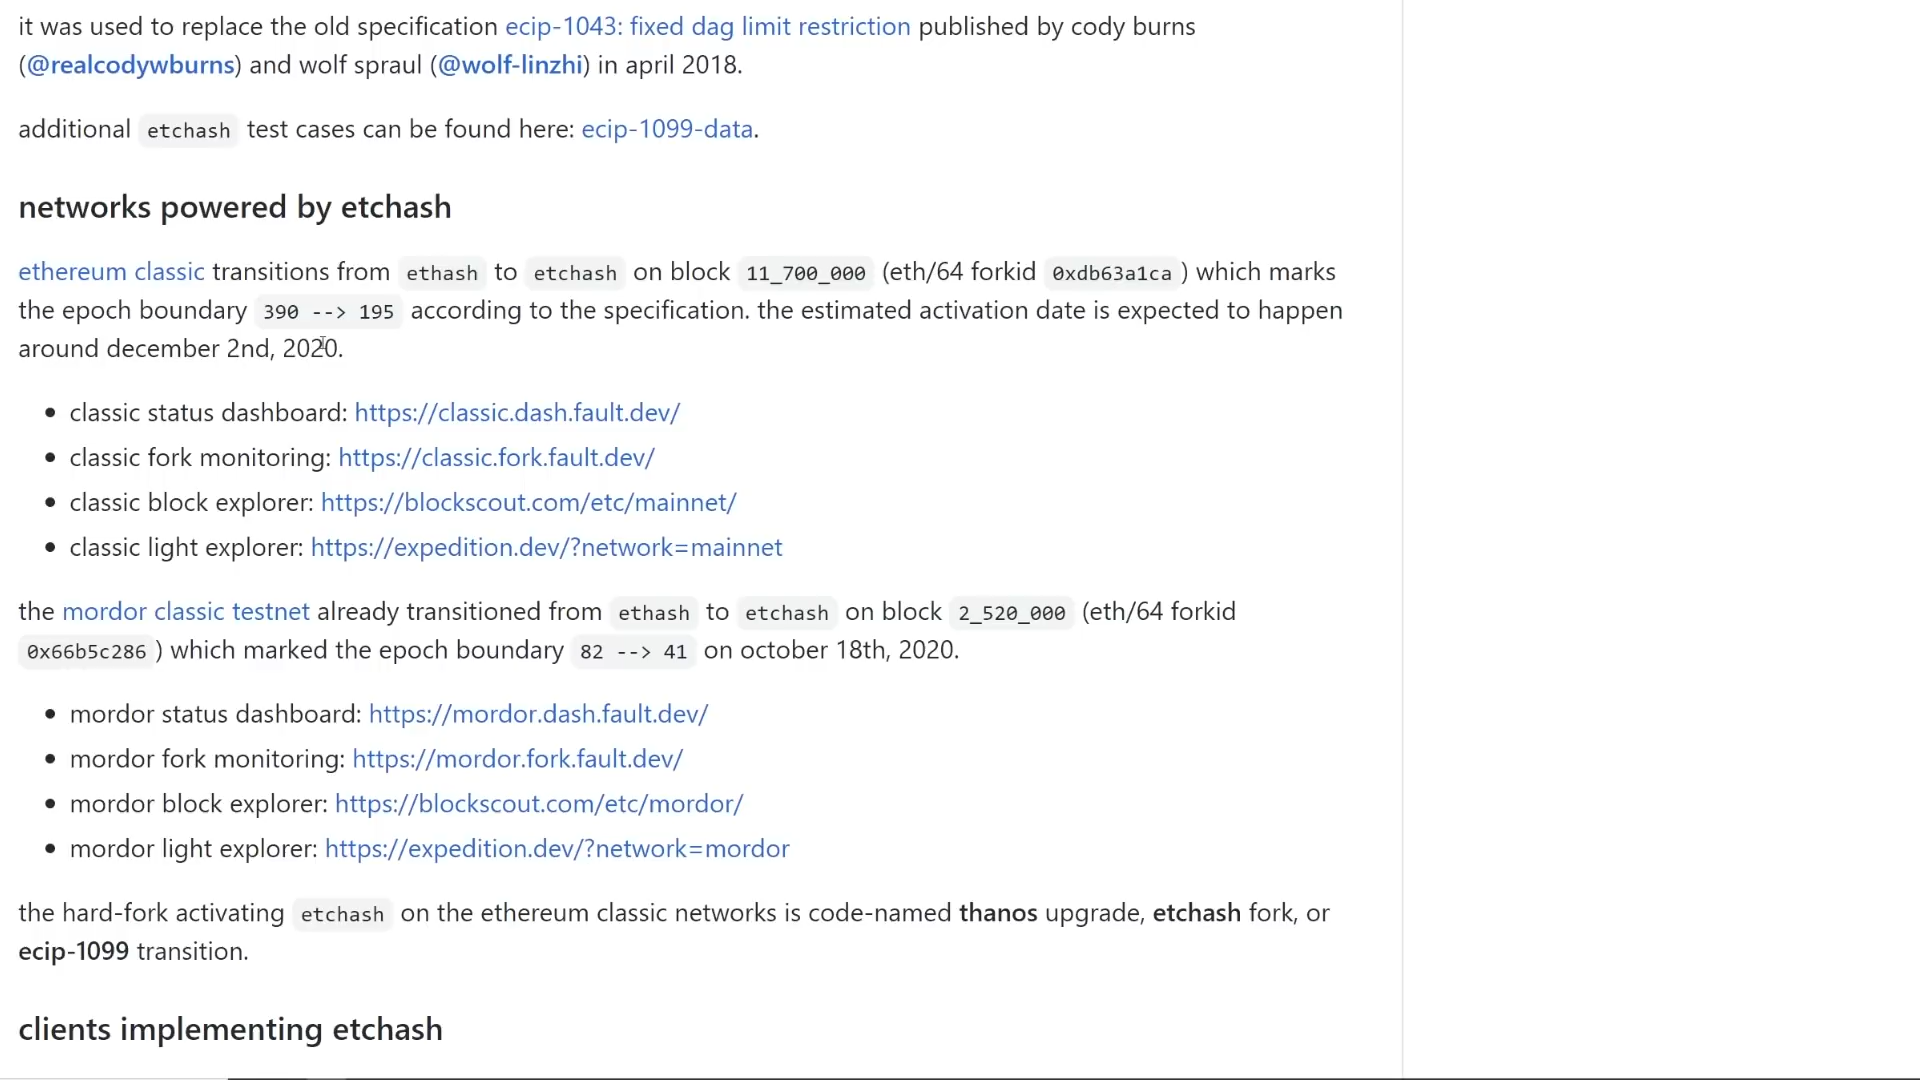 it was used to replace the old specification ecip-1043: fixed dag limit restriction published by cody burns
(@realcodywburns) and wolf spraul (@wolf-linzhi) in april 2018.
additional etchash test cases can be found here: ecip-1099-data.
networks powered by etchash
ethereum classic transitions from ethash to etchash on block 11_700_000 (eth/64 forkid 0xdb63a1ca) which marks
the epoch boundary 390 --> 195 according to the specification. the estimated activation date is expected to happen
around december 2nd, 2020.
• classic status dashboard: https://classic.dash.fault.dev/
• classic fork monitoring: https://classic.fork.fault.dev/
• classic block explorer: https://blockscout.com/etc/mainnet/
• classic light explorer: https://expedition.dev/?network=mainnet
the mordor classic testnet already transitioned from ethash to etchash on block 2_520_000 (eth/64 forkid
0x66b5c286) which marked the epoch boundary 82 --> 41 on october 18th, 2020.
• mordor status dashboard: https://mordor.dash.fault.dev/
• mordor fork monitoring: https://mordor.fork.fault.dev/
• mordor block explorer: https://blockscout.com/etc/mordor/
• mordor light explorer: https://expedition.dev/?network=mordor
the hard-fork activating etchash on the ethereum classic networks is code-named thanos upgrade, etchash fork, or
ecip-1099 transition.
clients implementing etchash